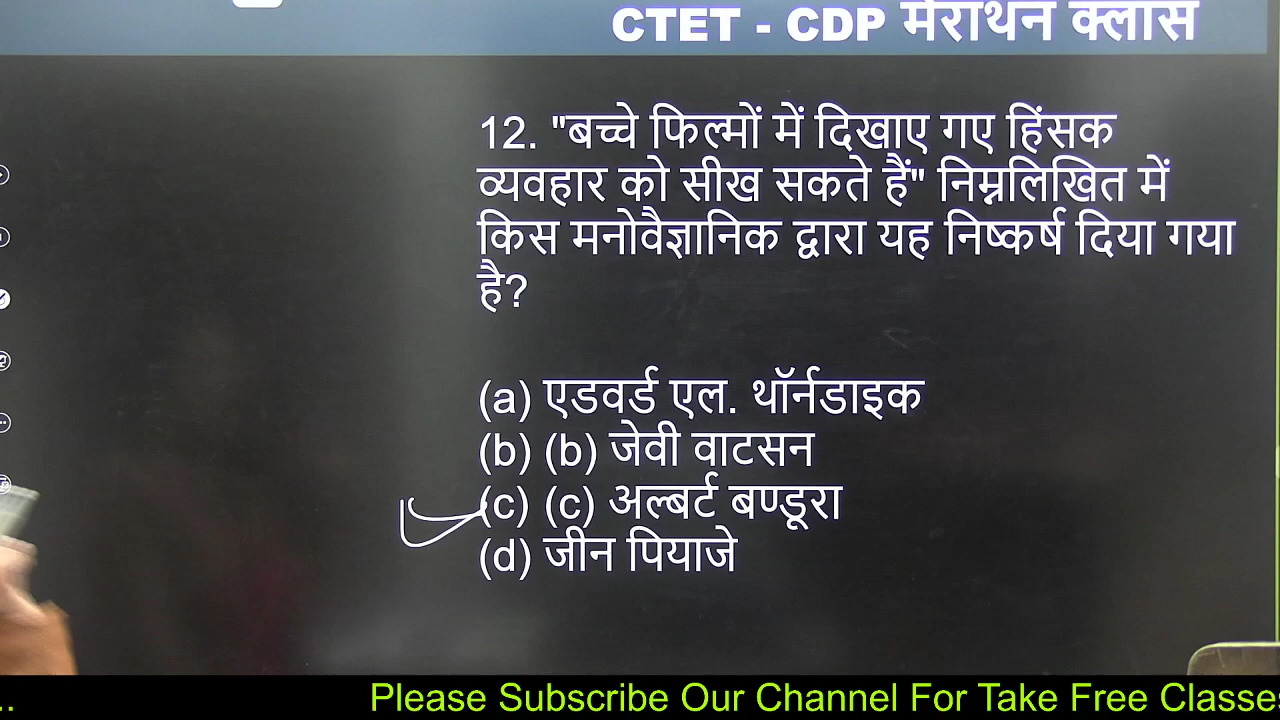 CTET - CDP मैराथन क्लास
12. "बच्चे फिल्मों में दिखाए गए हिंसक
व्यवहार को सीख सकते हैं" निम्नलिखित में
किस मनोवैज्ञानिक द्वारा यह निष्कर्ष दिया गया
है?
(a) एडवर्ड एल. थॉर्नडाइक
(b) (b) जेवी वाटसन
(c) (c) अल्बर्ट बण्डूरा
(d) जीन पियाजे
.. Please Subscribe Our Channel For Take Free Classes